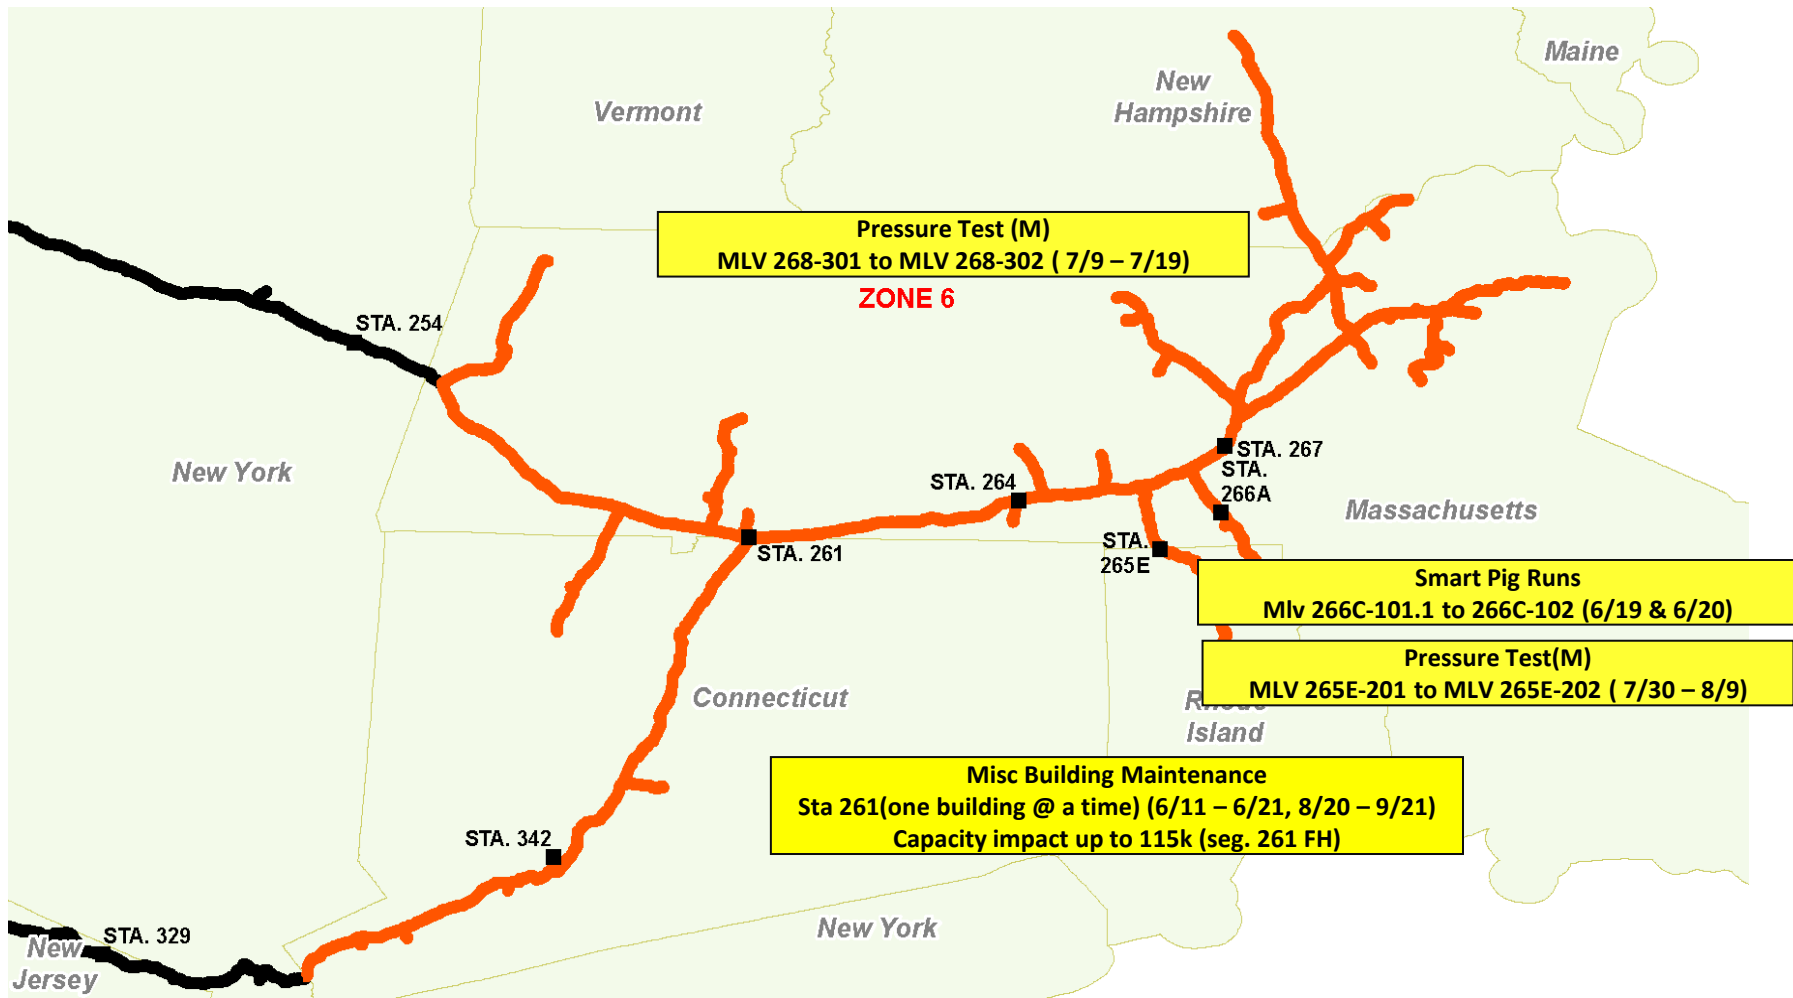 Maine
New
Hampshire
Vermont
Pressure Test (M)
MLV 268-301 to MLV 268-302 ( 7/9 – 7/19)
ZONE 6
STA. 254
New York
STA. 267
STA.
266A
STA. 264
Massachusetts
STA. 261
STA.
265E
Smart Pig Runs
Mlv 266C-101.1 to 266C-102 (6/19 & 6/20)
Pressure Test(M)
MLV 265E-201 to MLV 265E-202 ( 7/30 – 8/9)
Connecticut
Rhode
Island
Misc Building Maintenance
Sta 261(one building @ a time) (6/11 – 6/21, 8/20 – 9/21)
Capacity impact up to 115k (seg. 261 FH)
STA. 342
New York
STA. 329
New
Jersey